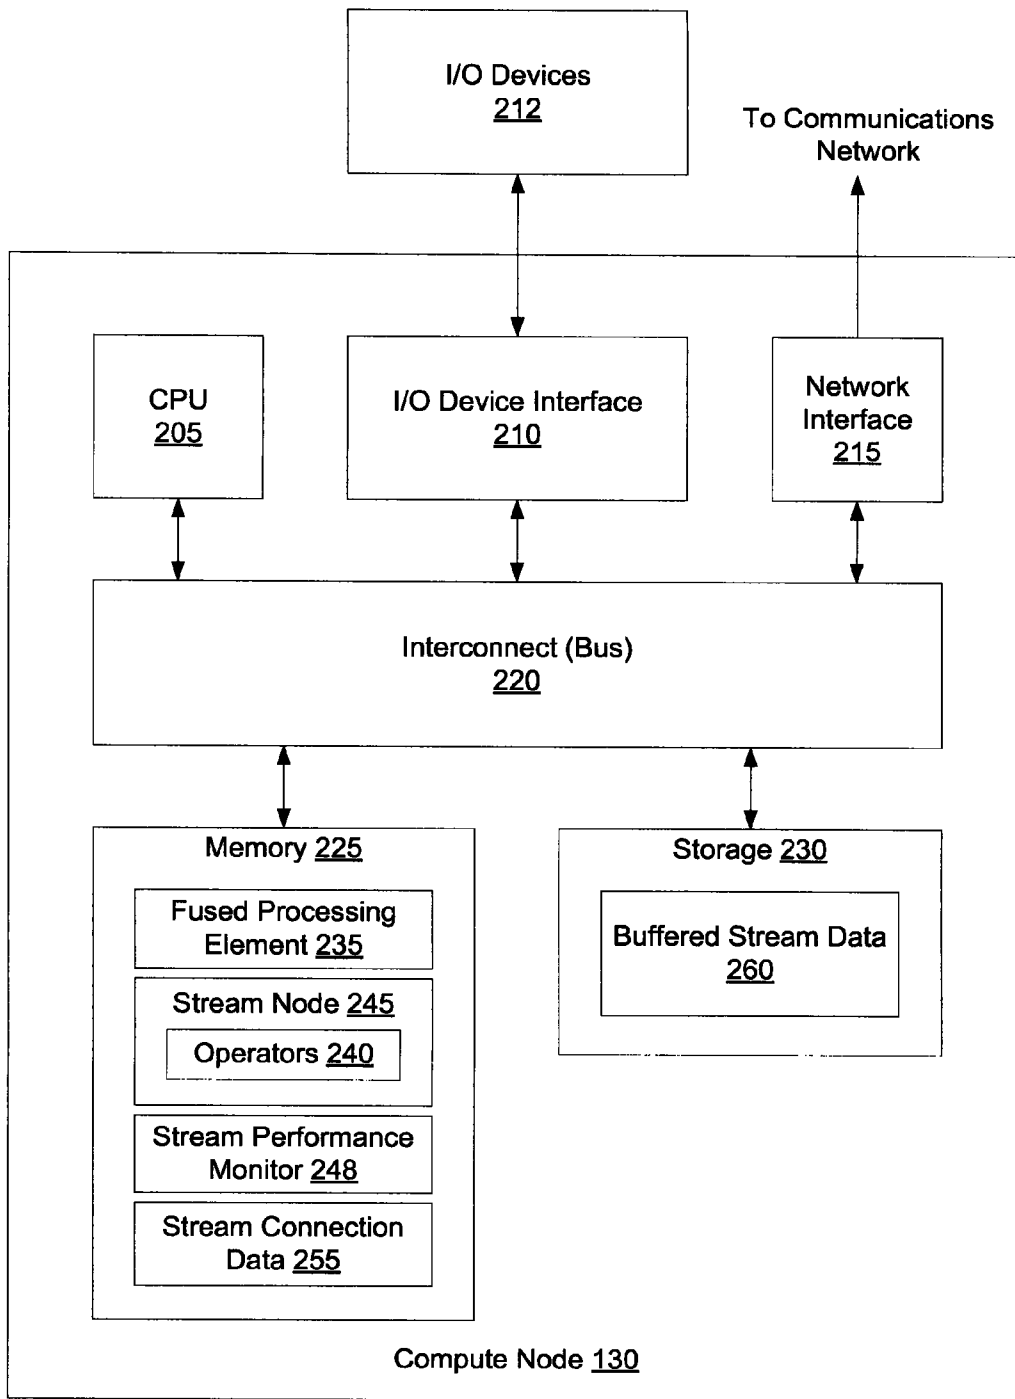 I/O Devices
212
To Communications
Network
CPU
205
I/O Device Interface
210
Network
Interface
215
Interconnect (Bus)
220
Memory 225
Fused Processing
Element 235
Stream Node 245
Operators 240
Stream Performance
Monitor 248
Stream Connection
Data 255
Storage 230
Buffered Stream Data
260
Compute Node 130